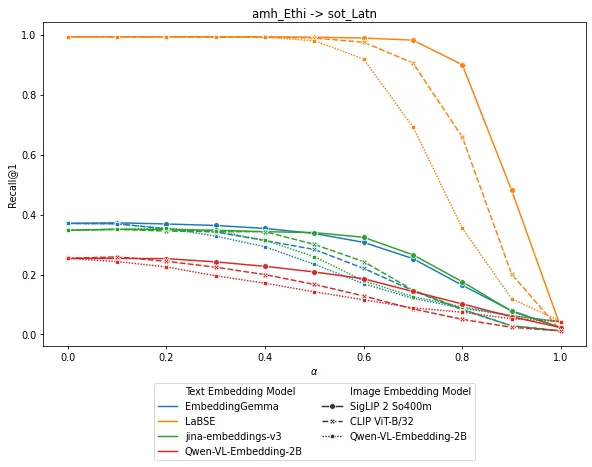 amh_Ethi -> sot_Latn
Recall@1
1.0
0.8
0.6
0.4
0.2
0.0
0.0 0.2 0.4 0.6 0.8 1.0
α
Text Embedding Model
EmbeddingGemma
LaBSE
jina-embeddings-v3
Qwen-VL-Embedding-2B
Image Embedding Model
SigLIP 2 So400m
CLIP ViT-B/32
Qwen-VL-Embedding-2B